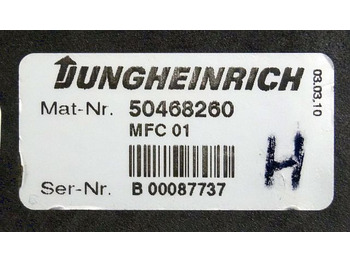 JUNGHEINRICH
03.03.10
Mat-Nr. 50468260
MFC 01
H
Ser-Nr. B 00087737